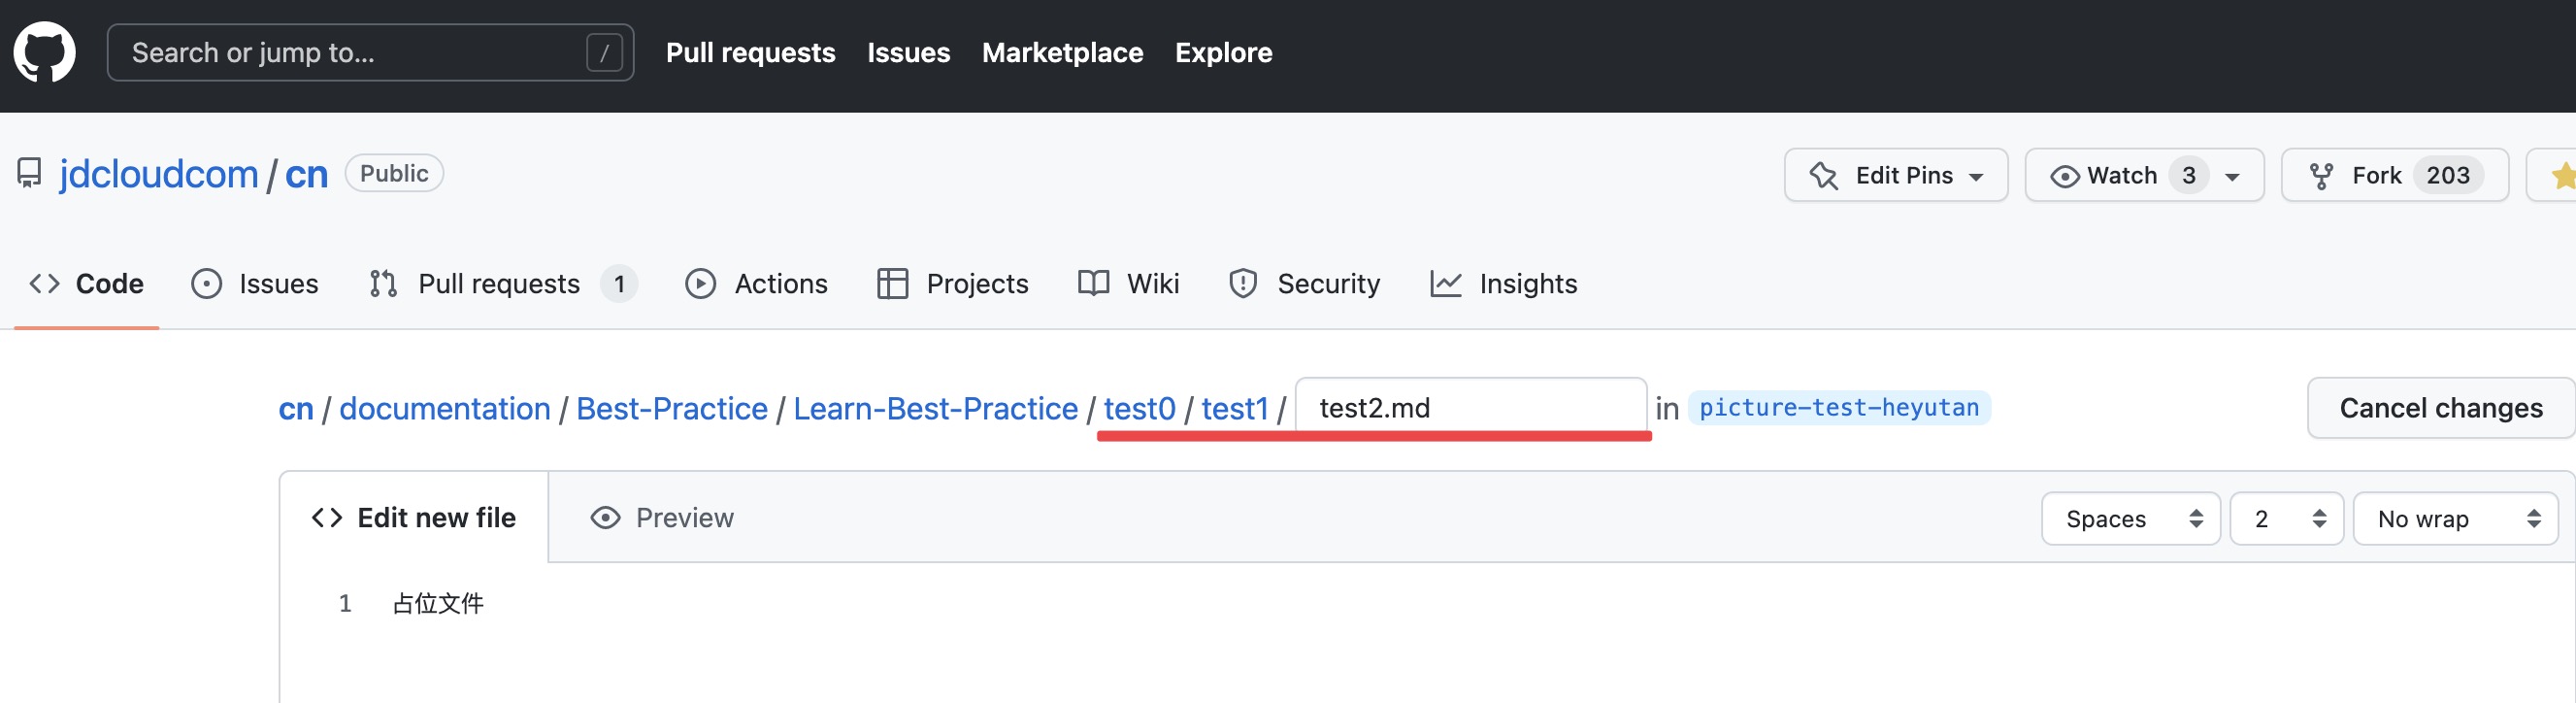 Search or jump to... / Pull requests Issues Marketplace Explore
jdcloudcom / cn Public Edit Pins Watch 3 Fork 203
Code Issues Pull requests 1 Actions Projects Wiki Security Insights
cn / documentation / Best-Practice / Learn-Best-Practice / test0 / test1 / test2.md in picture-test-heyutan Cancel changes
<> Edit new file Preview Spaces 2 No wrap
1 占位文件